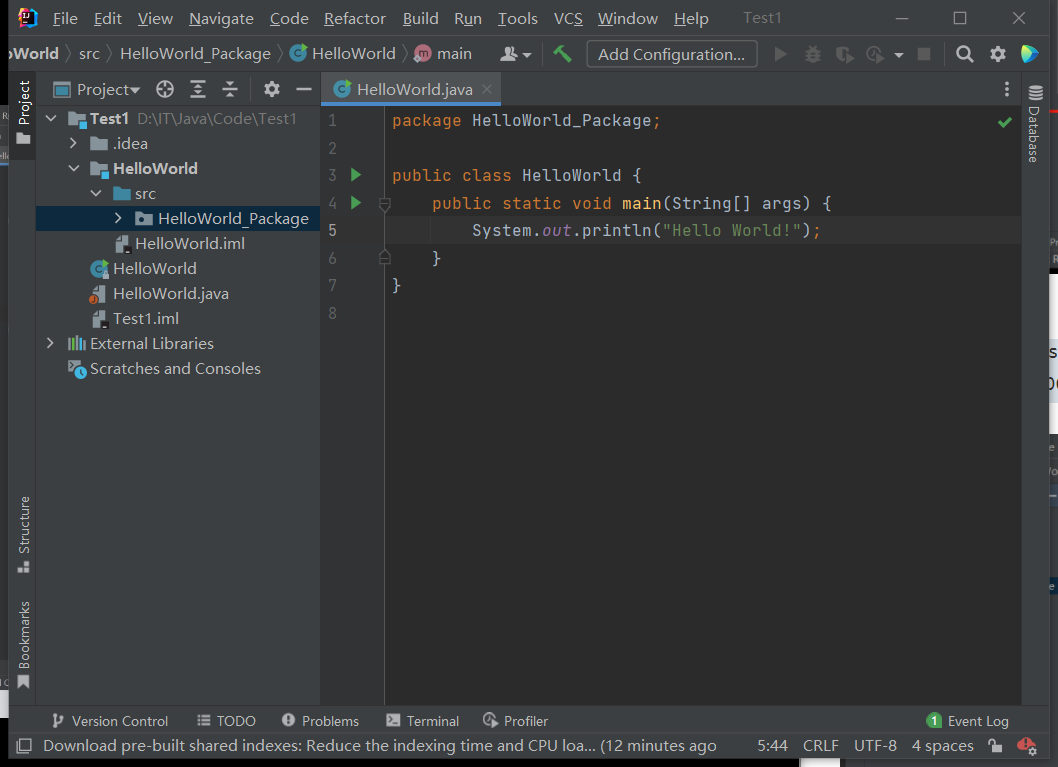 File Edit View Navigate Code Refactor Build Run Tools VCS Window Help Test1
src HelloWorld_Package HelloWorld main Add Configuration...
Project HelloWorld.java
Project
Test1 D:\IT\Java\Code\Test1
.idea
HelloWorld
src
HelloWorld_Package
HelloWorld.iml
HelloWorld
HelloWorld.java
Test1.iml
External Libraries
Scratches and Consoles
1 package HelloWorld_Package;
2
3 public class HelloWorld {
4 public static void main(String[] args) {
5 System.out.println("Hello World!");
6 }
7 }
8
Database
Structure
Bookmarks
Version Control TODO Problems Terminal Profiler 1 Event Log
Download pre-built shared indexes: Reduce the indexing time and CPU loa... (12 minutes ago 5:44 CRLF UTF-8 4 spaces